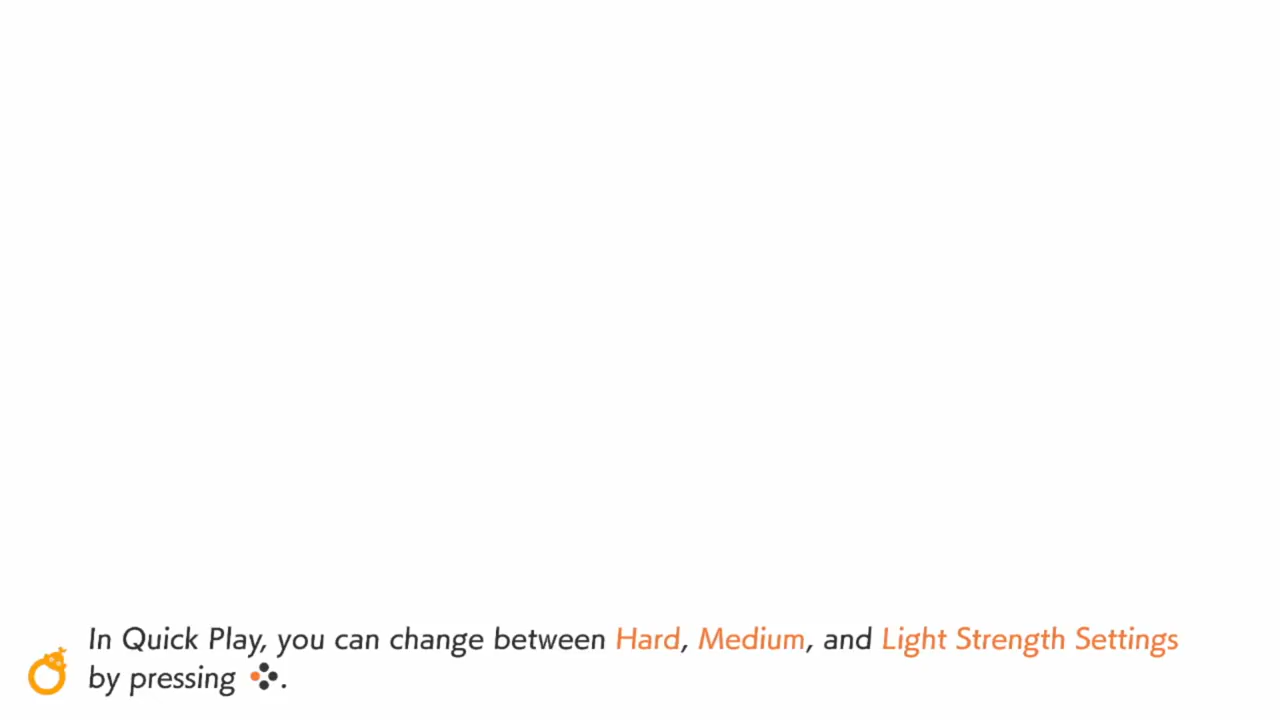 In Quick Play, you can change between Hard, Medium, and Light Strength Settings
by pressing .